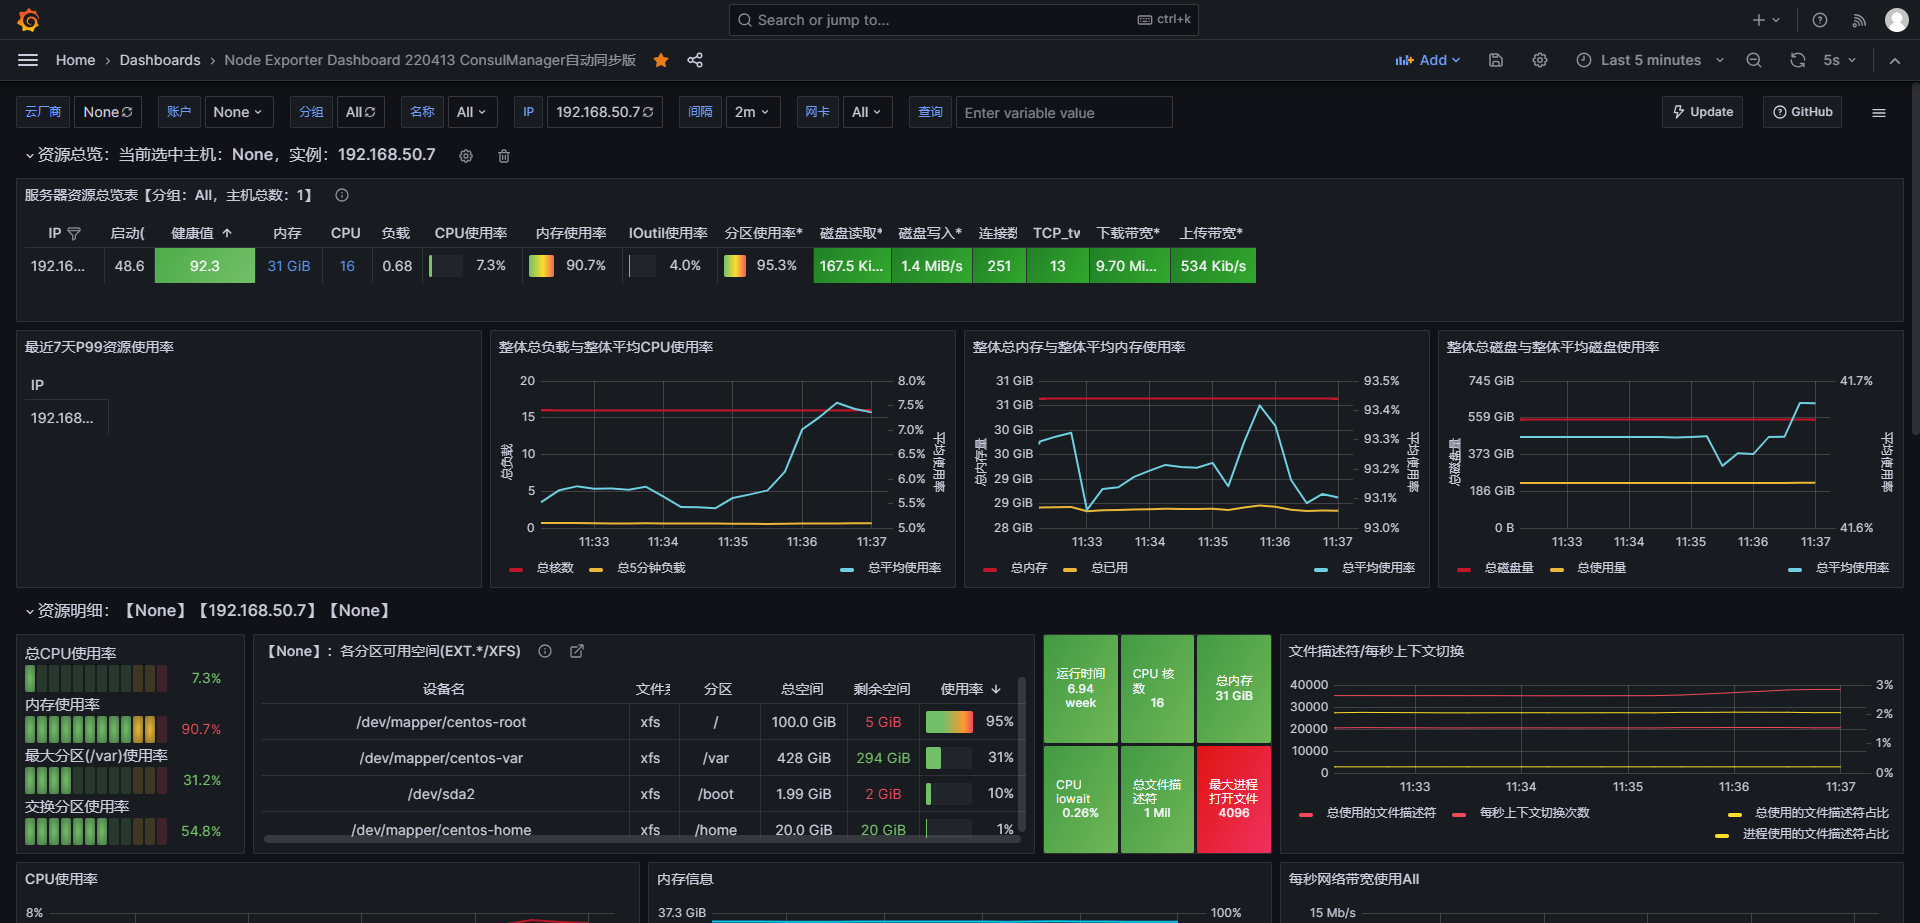 Search or jump to...
ctrl+k
Home › Dashboards › Node Exporter Dashboard 220413 ConsulManager自动同步版
Add
Last 5 minutes
5s
云厂商 None
账户 None
分组 All
名称 All
IP 192.168.50.7
间隔 2m
网卡 All
查询 Enter variable value
Update
GitHub
资源总览：当前选中主机：None，实例：192.168.50.7
服务器资源总览表【分组：All，主机总数：1】
IP 启动( 健康值 内存 CPU 负载 CPU使用率 内存使用率 IOutil使用率 分区使用率* 磁盘读取* 磁盘写入* 连接数 TCP_tw 下载带宽* 上传带宽*
192.16... 48.6 92.3 31 GiB 16 0.68 7.3% 90.7% 4.0% 95.3% 167.5 Ki... 1.4 MiB/s 251 13 9.70 Mi... 534 Kib/s
最近7天P99资源使用率
IP
192.168...
整体总负载与整体平均CPU使用率
20
15
10
5
0
总负载
8.0%
7.5%
7.0%
6.5%
6.0%
5.5%
5.0%
平均使用率
11:33 11:34 11:35 11:36 11:37
总核数 总5分钟负载 总平均使用率
整体总内存与整体平均内存使用率
31 GiB
31 GiB
30 GiB
30 GiB
29 GiB
29 GiB
28 GiB
总内存量
93.5%
93.4%
93.3%
93.2%
93.1%
93.0%
平均使用率
11:33 11:34 11:35 11:36 11:37
总内存 总已用 总平均使用率
整体总磁盘与整体平均磁盘使用率
745 GiB
559 GiB
373 GiB
186 GiB
0 B
总磁盘量
41.7%
41.6%
平均使用率
11:33 11:34 11:35 11:36 11:37
总磁盘量 总使用量 总平均使用率
资源明细：【None】【192.168.50.7】【None】
总CPU使用率
7.3%
内存使用率
90.7%
最大分区(/var)使用率
31.2%
交换分区使用率
54.8%
【None】：各分区可用空间(EXT.*/XFS)
设备名 文件系 分区 总空间 剩余空间 使用率
/dev/mapper/centos-root xfs / 100.0 GiB 5 GiB 95%
/dev/mapper/centos-var xfs /var 428 GiB 294 GiB 31%
/dev/sda2 xfs /boot 1.99 GiB 2 GiB 10%
/dev/mapper/centos-home xfs /home 20.0 GiB 20 GiB 1%
运行时间
6.94
week
CPU 核
数
16
总内存
31 GiB
CPU
iowait
0.26%
总文件描
述符
1 Mil
最大进程
打开文件
4096
文件描述符/每秒上下文切换
40000
30000
20000
10000
0
3%
2%
1%
0%
11:33 11:34 11:35 11:36 11:37
总使用的文件描述符 每秒上下文切换次数 总使用的文件描述符占比
进程使用的文件描述符占比
CPU使用率
8%
内存信息
37.3 GiB
100%
每秒网络带宽使用All
15 Mb/s